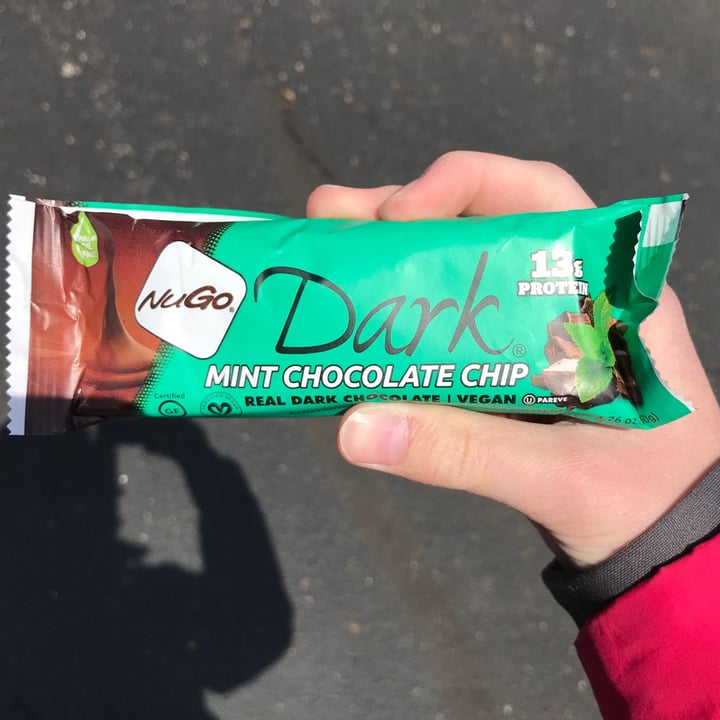 NuGo®
Dark®
13g
PROTEIN
MINT CHOCOLATE CHIP
Certified
GF
REAL DARK CHOCOLATE | VEGAN
U PAREVE